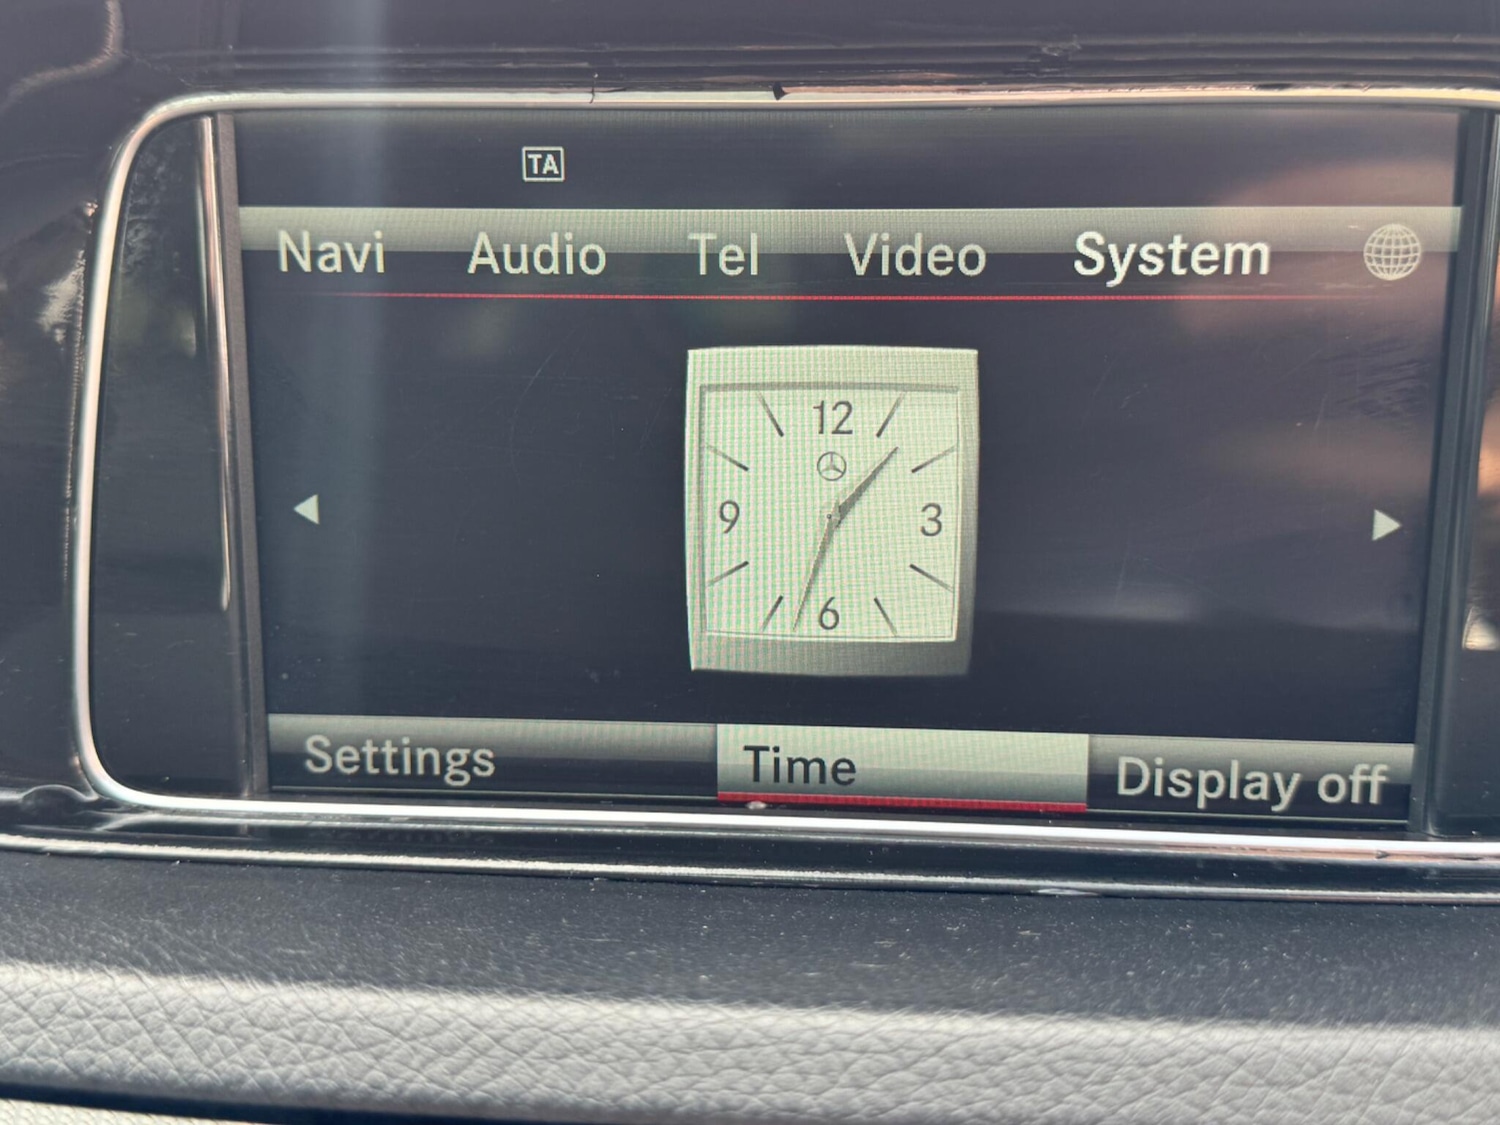 TA
Navi Audio Tel Video System
12
9 3
6
Settings Time Display off